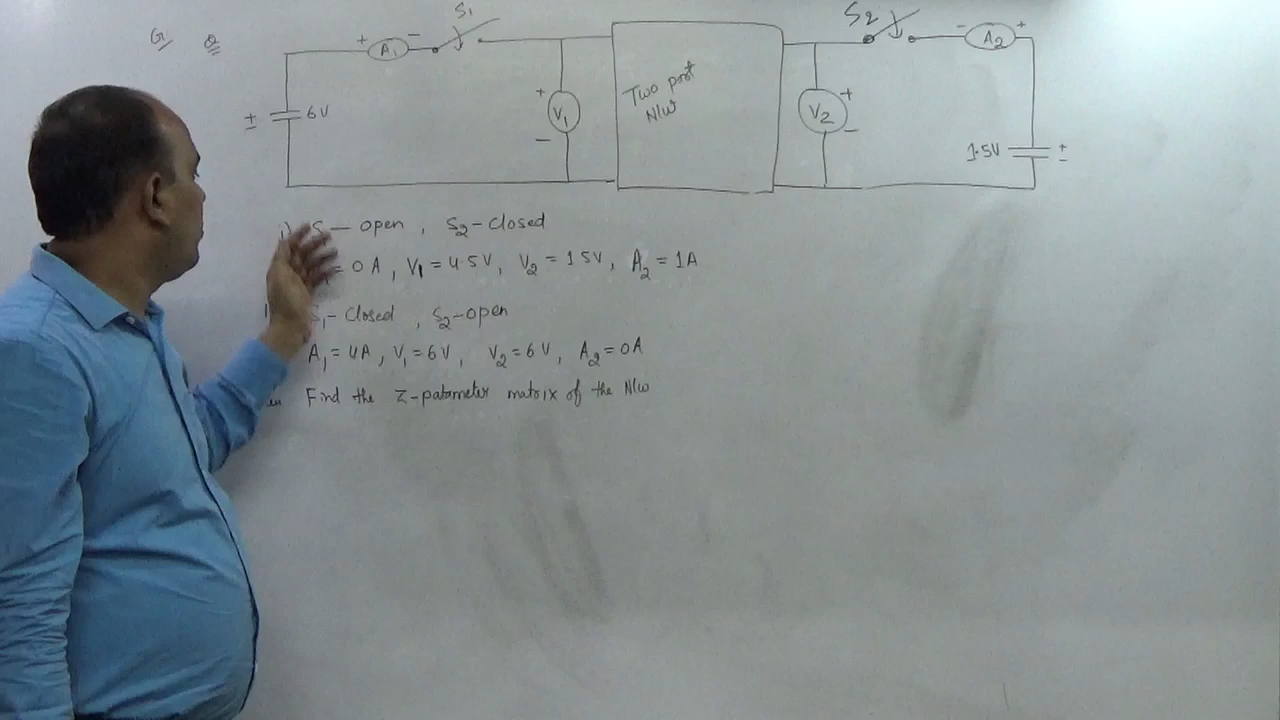 G Q
S1
S2
+ A1 -
- A2 +
± 6V
+ V1 -
Two port
N/w
V2 + -
1.5V ±
i) S — open , S2 - closed
= 0 A , V1 = 4.5V , V2 = 1.5V , A2 = 1A
S1 - closed , S2 - open
A1 = 4A , V1 = 6V , V2 = 6V , A2 = 0A
Find the Z-parameter matrix of the N/w